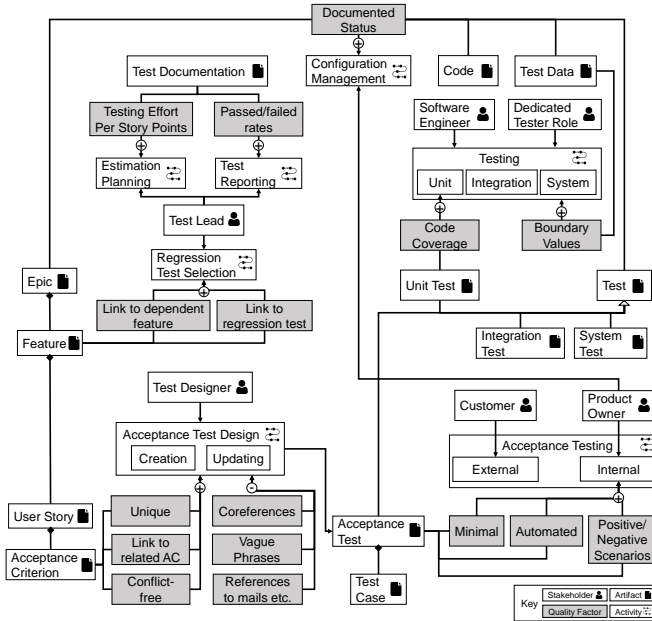 Documented
Status
Test Documentation
Configuration
Management
Code
Test Data
Testing Effort
Per Story Points
Passed/failed
rates
Software
Engineer
Dedicated
Tester Role
Testing
Unit
Integration
System
Estimation
Planning
Test
Reporting
Test Lead
Code
Coverage
Boundary
Values
Regression
Test Selection
Epic
Unit Test
Test
Link to dependent
feature
Link to
regression test
Feature
Integration
Test
System
Test
Test Designer
Customer
Product
Owner
Acceptance Test Design
Creation
Updating
Acceptance Testing
External
Internal
User Story
Unique
Coreferences
Acceptance
Test
Minimal
Automated
Positive/
Negative
Scenarios
Acceptance
Criterion
Link to
related AC
Vague
Phrases
Conflict-
free
References
to mails etc.
Test
Case
Key
Stakeholder
Artifact
Quality Factor
Activity